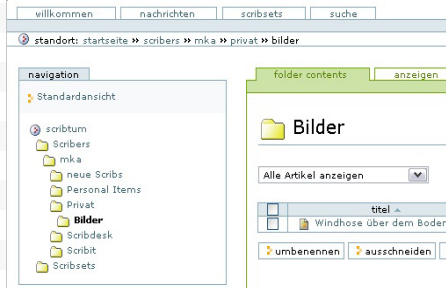 willkommen nachrichten scribsets suche
standort: startseite » scribers » mka » privat » bilder
navigation
Standardansicht
scribtum
Scribers
mka
neue Scribs
Personal Items
Privat
Bilder
Scribdesk
Scribit
Scribsets
folder contents anzeigen
Bilder
Alle Artikel anzeigen
titel
Windhose über dem Boden
umbenennen ausschneiden